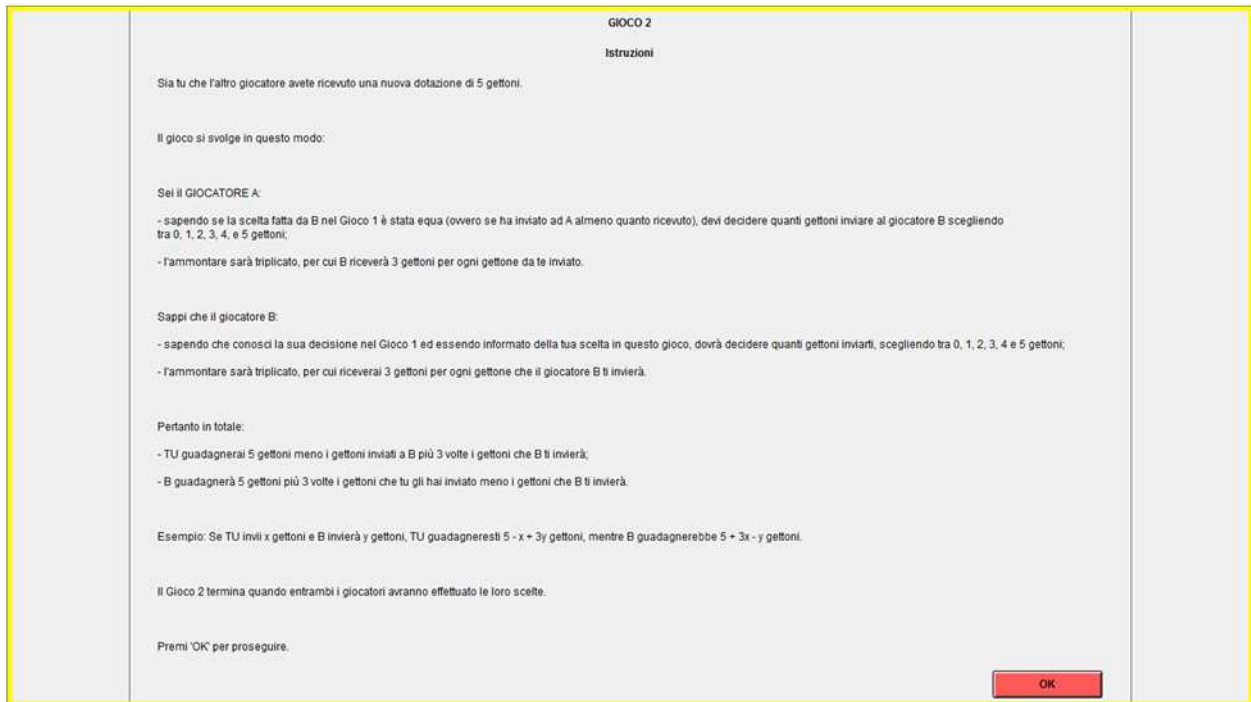 GIOCO 2
Istruzioni
Sia tu che l'altro giocatore avete ricevuto una nuova dotazione di 5 gettoni.
Il gioco si svolge in questo modo:
Sei il GIOCATORE A:
- sapendo se la scelta fatta da B nel Gioco 1 è stata equa (ovvero se ha inviato ad A almeno quanto ricevuto), devi decidere quanti gettoni inviare al giocatore B scegliendo
tra 0, 1, 2, 3, 4, e 5 gettoni;
- l'ammontare sarà triplicato, per cui B riceverà 3 gettoni per ogni gettone da te inviato.
Sappi che il giocatore B:
- sapendo che conosci la sua decisione nel Gioco 1 ed essendo informato della tua scelta in questo gioco, dovrà decidere quanti gettoni inviarti, scegliendo tra 0, 1, 2, 3, 4 e 5 gettoni;
- l'ammontare sarà triplicato, per cui riceverai 3 gettoni per ogni gettone che il giocatore B ti invierà.
Pertanto in totale:
- TU guadagnerai 5 gettoni meno i gettoni inviati a B più 3 volte i gettoni che B ti invierà;
- B guadagnerà 5 gettoni più 3 volte i gettoni che tu gli hai inviato meno i gettoni che B ti invierà.
Esempio: Se TU invii x gettoni e B invierà y gettoni, TU guadagneresti 5 - x + 3y gettoni, mentre B guadagnerebbe 5 + 3x - y gettoni.
Il Gioco 2 termina quando entrambi i giocatori avranno effettuato le loro scelte.
Premi 'OK' per proseguire.
OK